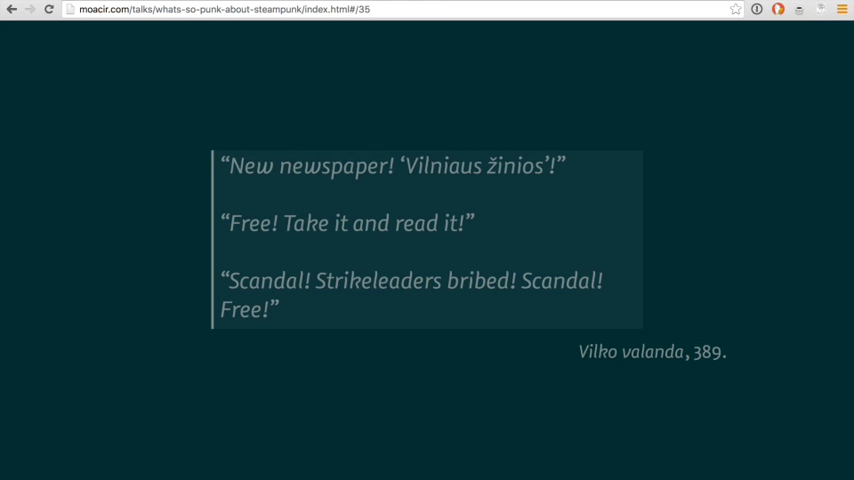 moacir.com/talks/whats-so-punk-about-steampunk/index.html#/35
“New newspaper! ‘Vilniaus žinios’!”
“Free! Take it and read it!”
“Scandal! Strikeleaders bribed! Scandal!
Free!”
Vilko valanda, 389.